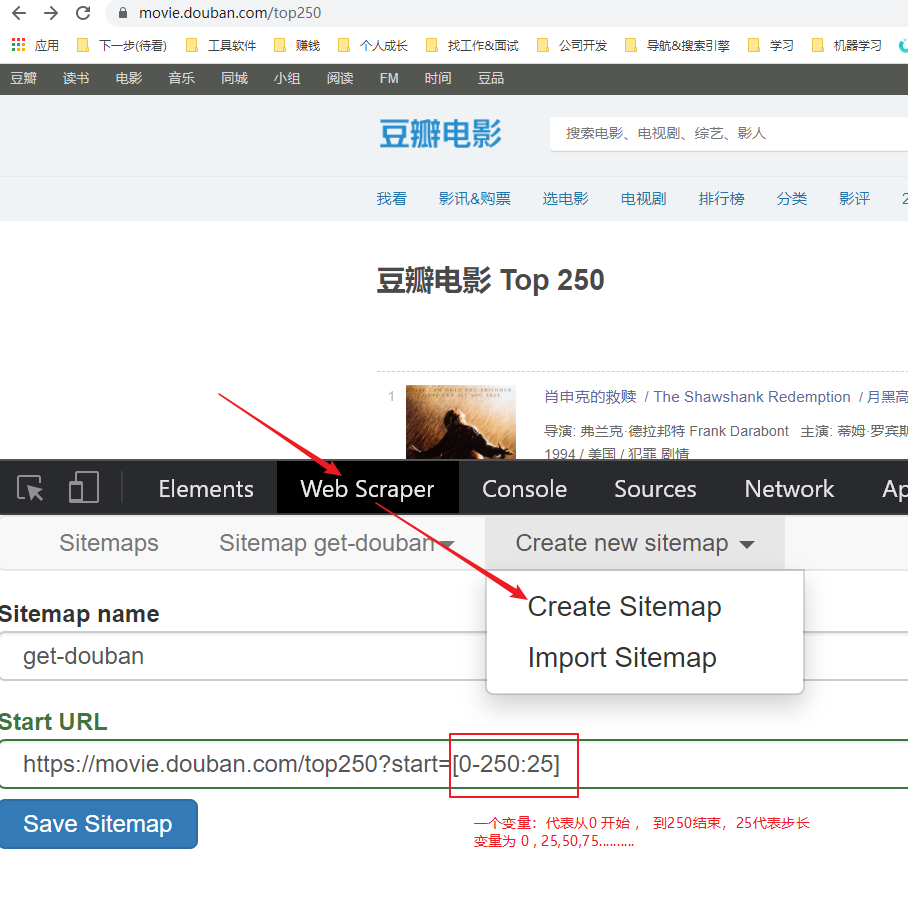 movie.douban.com/top250
应用 下一步(待看) 工具软件 赚钱 个人成长 找工作&面试 公司开发 导航&搜索引擎 学习 机器学习
豆瓣 读书 电影 音乐 同城 小组 阅读 FM 时间 豆品
豆瓣电影 搜索电影、电视剧、综艺、影人
我看 影讯&购票 选电影 电视剧 排行榜 分类 影评 2
豆瓣电影 Top 250
1 肖申克的救赎 / The Shawshank Redemption / 月黑高
导演: 弗兰克·德拉邦特 Frank Darabont 主演: 蒂姆·罗宾斯
1994 / 美国 / 犯罪 剧情
Elements Web Scraper Console Sources Network Ap
Sitemaps Sitemap get-douban Create new sitemap
Create Sitemap
Import Sitemap
Sitemap name
get-douban
Start URL
https://movie.douban.com/top250?start=[0-250:25]
Save Sitemap
一个变量：代表从0 开始 ， 到250结束，25代表步长
变量为 0 , 25,50,75..........